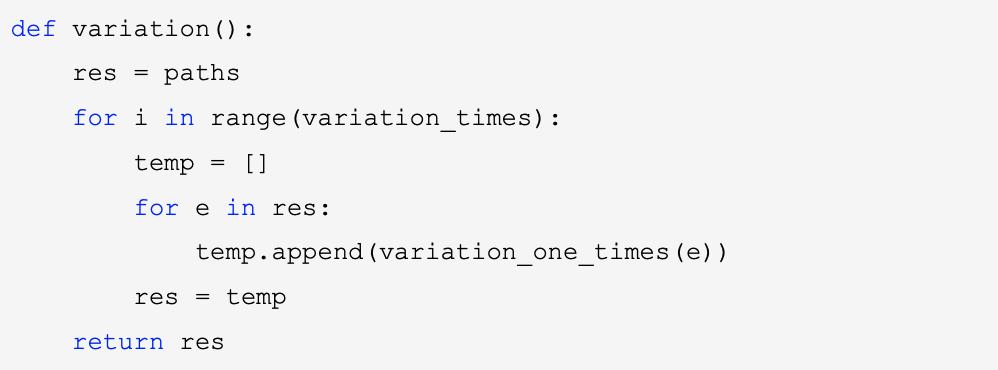 def variation():
    res = paths
    for i in range(variation_times):
        temp = []
        for e in res:
            temp.append(variation_one_times(e))
        res = temp
    return res